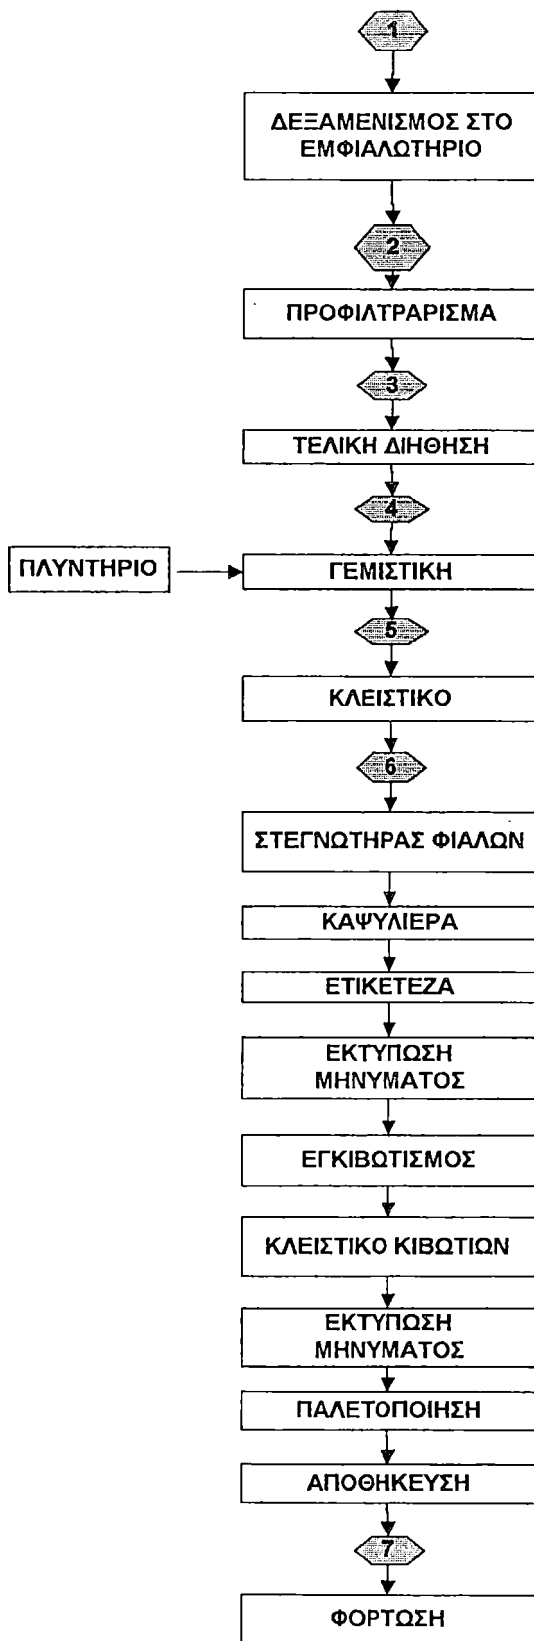 1
ΔΕΞΑΜΕΝΙΣΜΟΣ ΣΤΟ
ΕΜΦΙΑΛΩΤΗΡΙΟ
2
ΠΡΟΦΙΛΤΡΑΡΙΣΜΑ
3
ΤΕΛΙΚΗ ΔΙΗΘΗΣΗ
4
ΠΛΥΝΤΗΡΙΟ
ΓΕΜΙΣΤΙΚΗ
5
ΚΛΕΙΣΤΙΚΟ
6
ΣΤΕΓΝΩΤΗΡΑΣ ΦΙΑΛΩΝ
ΚΑΨΥΛΙΕΡΑ
ΕΤΙΚΕΤΕΖΑ
ΕΚΤΥΠΩΣΗ
ΜΗΝΥΜΑΤΟΣ
ΕΓΚΙΒΩΤΙΣΜΟΣ
ΚΛΕΙΣΤΙΚΟ ΚΙΒΩΤΙΩΝ
ΕΚΤΥΠΩΣΗ
ΜΗΝΥΜΑΤΟΣ
ΠΑΛΕΤΟΠΟΙΗΣΗ
ΑΠΟΘΗΚΕΥΣΗ
7
ΦΟΡΤΩΣΗ